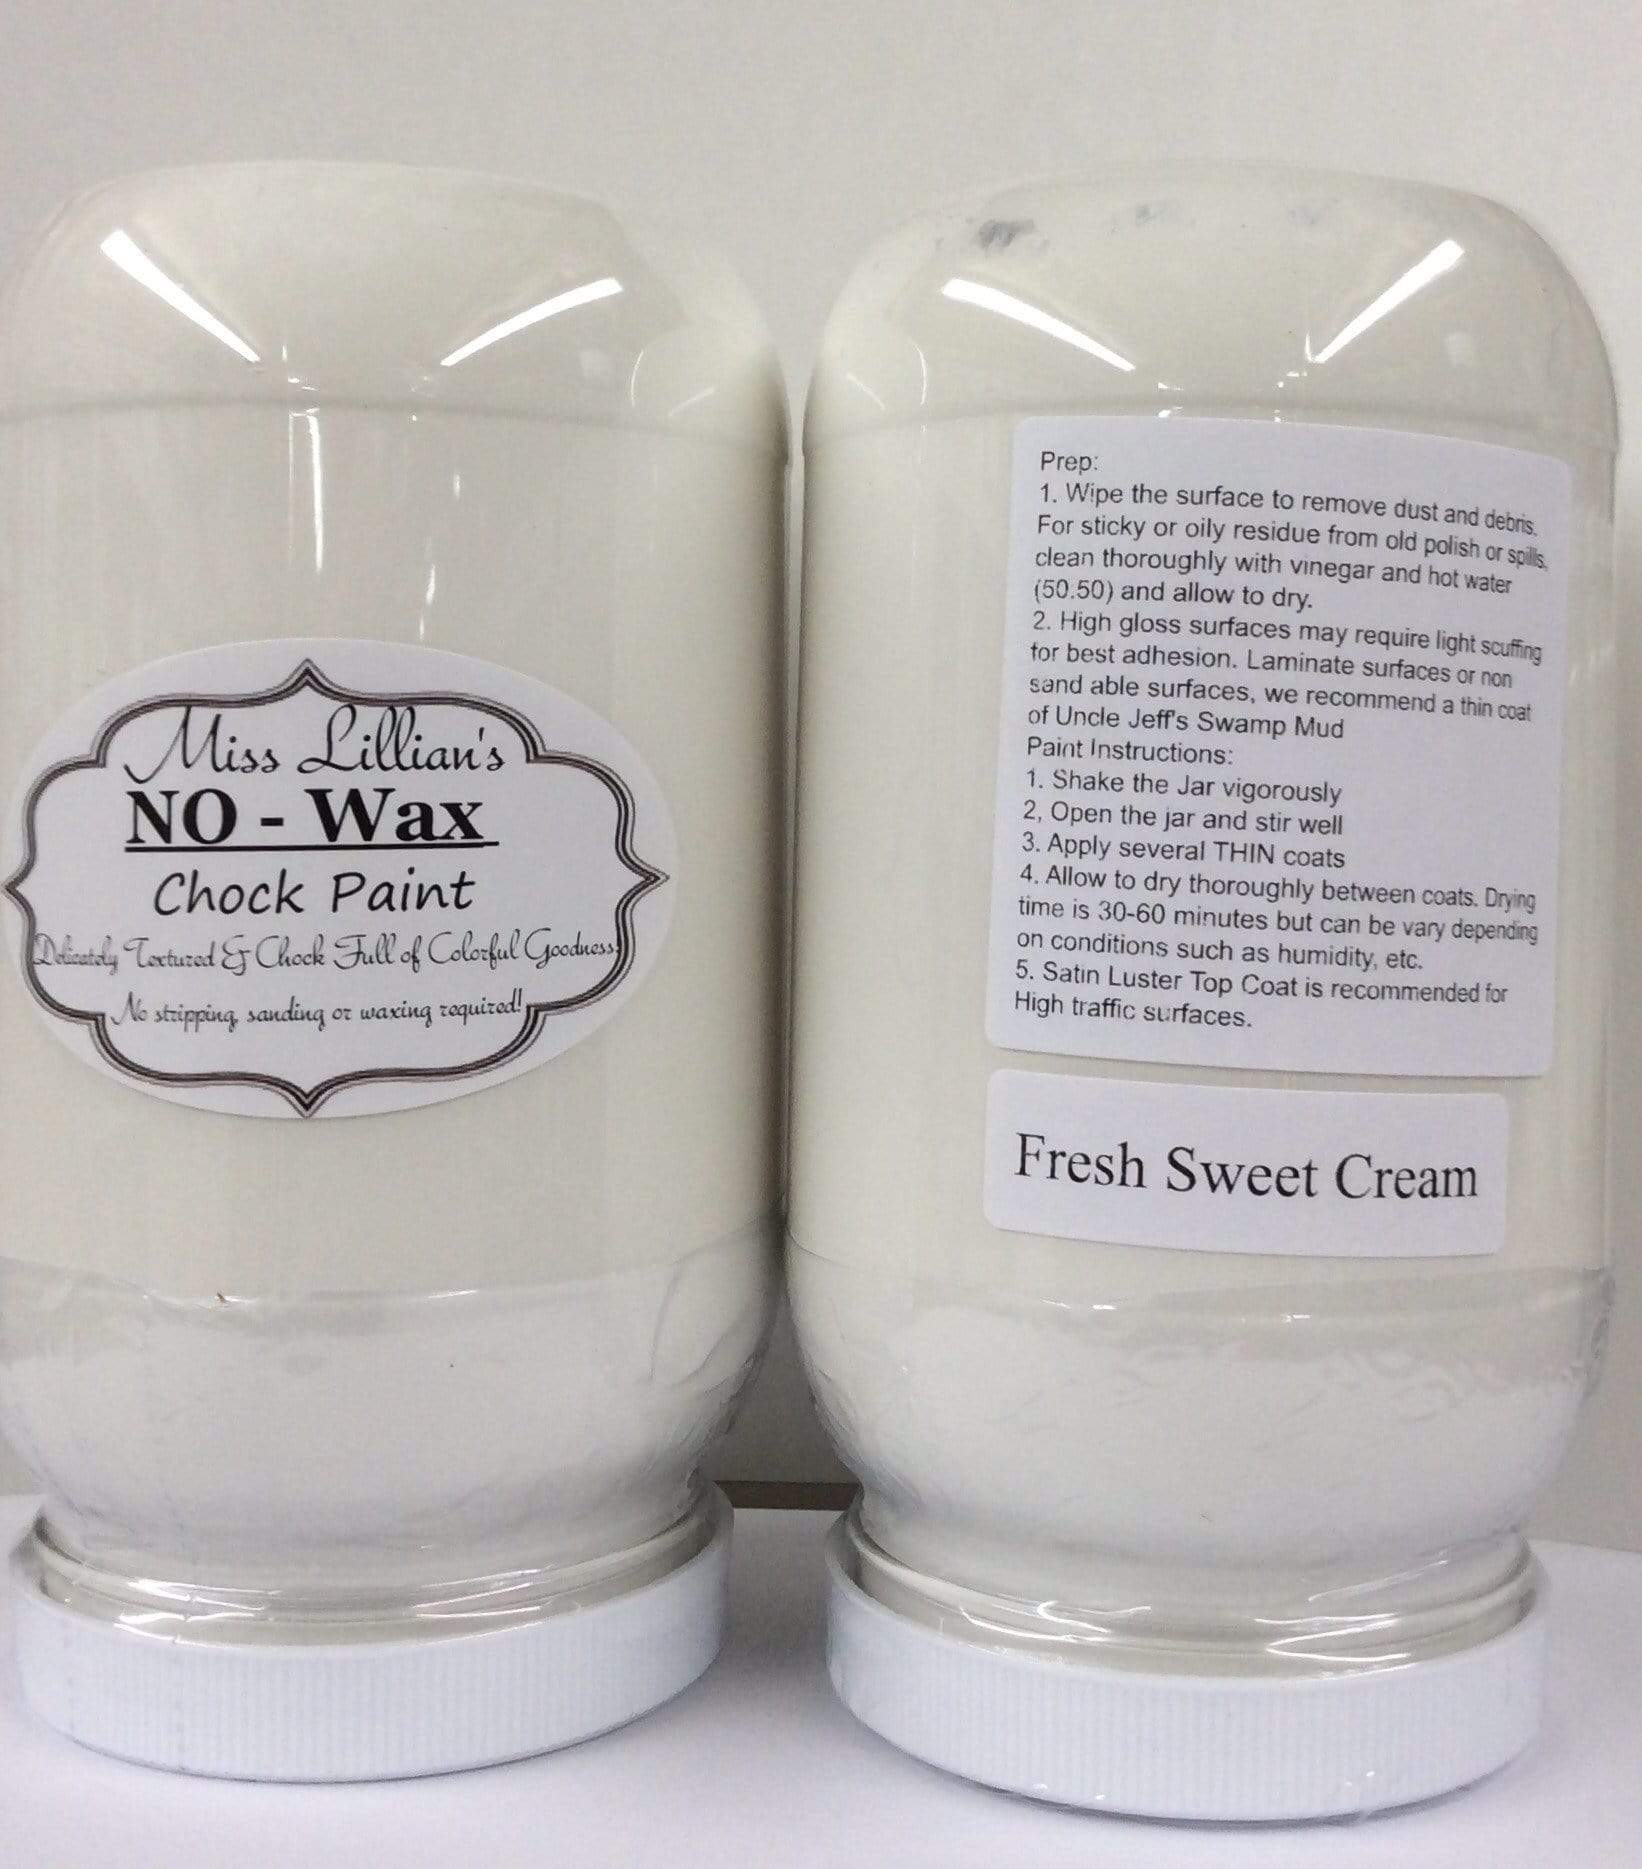 Miss Lillian's
NO - Wax
Chock Paint
Delicately Textured & Chock Full of Colorful Goodness!
No stripping, sanding or waxing required!
Prep:
1. Wipe the surface to remove dust and debris.
For sticky or oily residue from old polish or spills,
clean thoroughly with vinegar and hot water
(50.50) and allow to dry.
2. High gloss surfaces may require light scuffing
for best adhesion. Laminate surfaces or non
sand able surfaces, we recommend a thin coat
of Uncle Jeff's Swamp Mud
Paint Instructions:
1. Shake the Jar vigorously
2, Open the jar and stir well
3. Apply several THIN coats
4. Allow to dry thoroughly between coats. Drying
time is 30-60 minutes but can be vary depending
on conditions such as humidity, etc.
5. Satin Luster Top Coat is recommended for
High traffic surfaces.
Fresh Sweet Cream